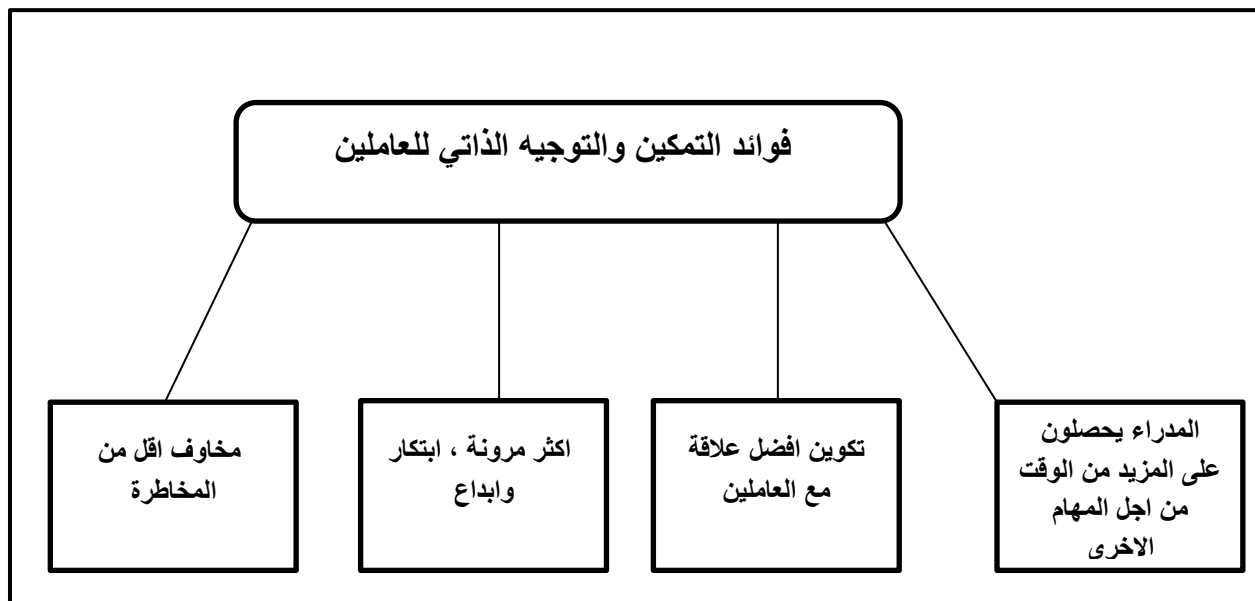 فوائد التمكين والتوجيه الذاتي للعاملين
المدراء يحصلون
على المزيد من الوقت
من اجل المهام
الاخرى
تكوين افضل علاقة
مع العاملين
اكثر مرونة ، ابتكار
وابداع
مخاوف اقل من
المخاطرة